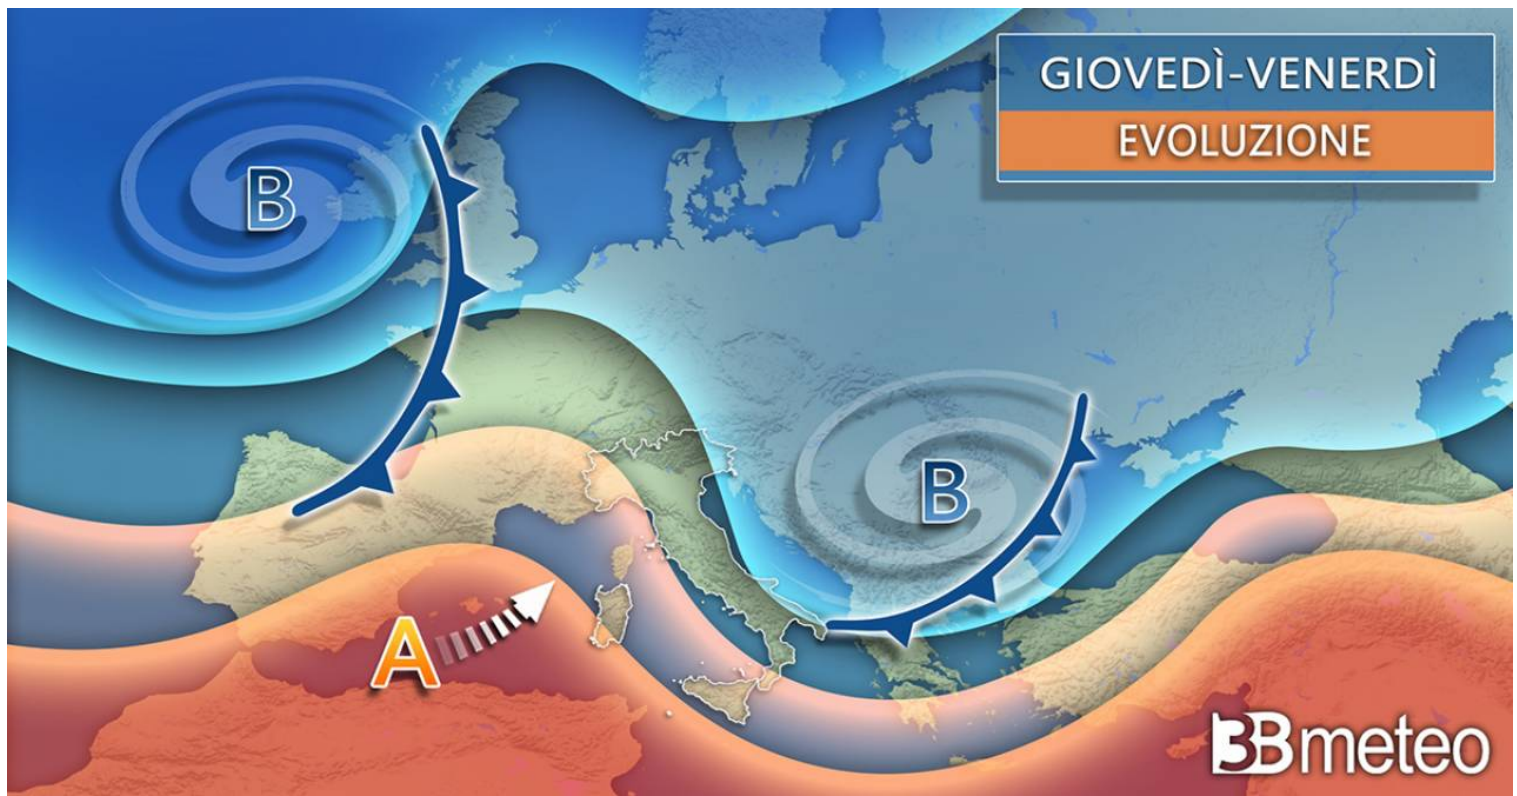 GIOVEDÌ-VENERDÌ
EVOLUZIONE
B
B
A
3Bmeteo